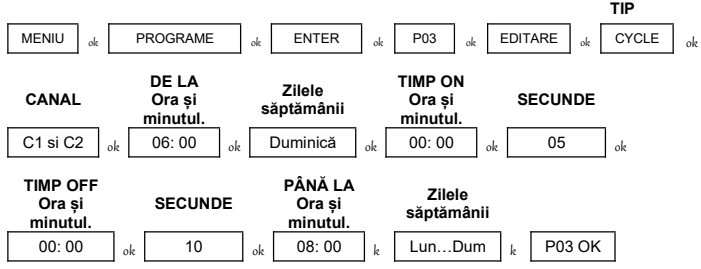 TIP
MENIU ok PROGRAME ok ENTER ok P03 ok EDITARE ok CYCLE ok
CANAL
DE LA
Ora și
minutul.
Zilele
săptămânii
TIMP ON
Ora și
minutul.
SECUNDE
C1 si C2 ok 06: 00 ok Duminică ok 00: 00 ok 05 ok
TIMP OFF
Ora și
minutul.
SECUNDE
PÂNĂ LA
Ora și
minutul.
Zilele
săptămânii
00: 00 ok 10 ok 08: 00 k Lun...Dum k P03 OK